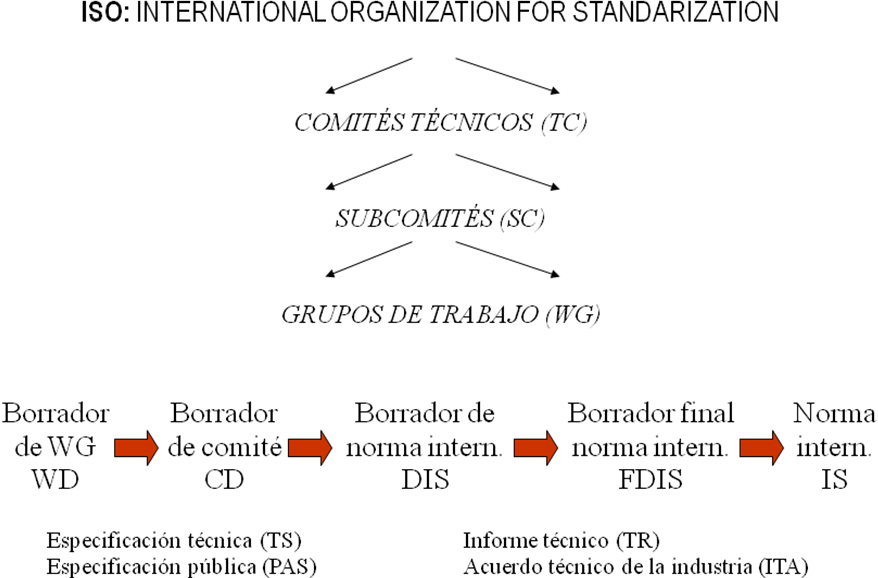 ISO: INTERNATIONAL ORGANIZATION FOR STANDARIZATION
COMITÉS TÉCNICOS (TC)
SUBCOMITÉS (SC)
GRUPOS DE TRABAJO (WG)
Borrador de WG WD
Borrador de comité CD
Borrador de norma intern. DIS
Borrador final norma intern. FDIS
Norma intern. IS
Especificación técnica (TS)
Especificación pública (PAS)
Informe técnico (TR)
Acuerdo técnico de la industria (ITA)